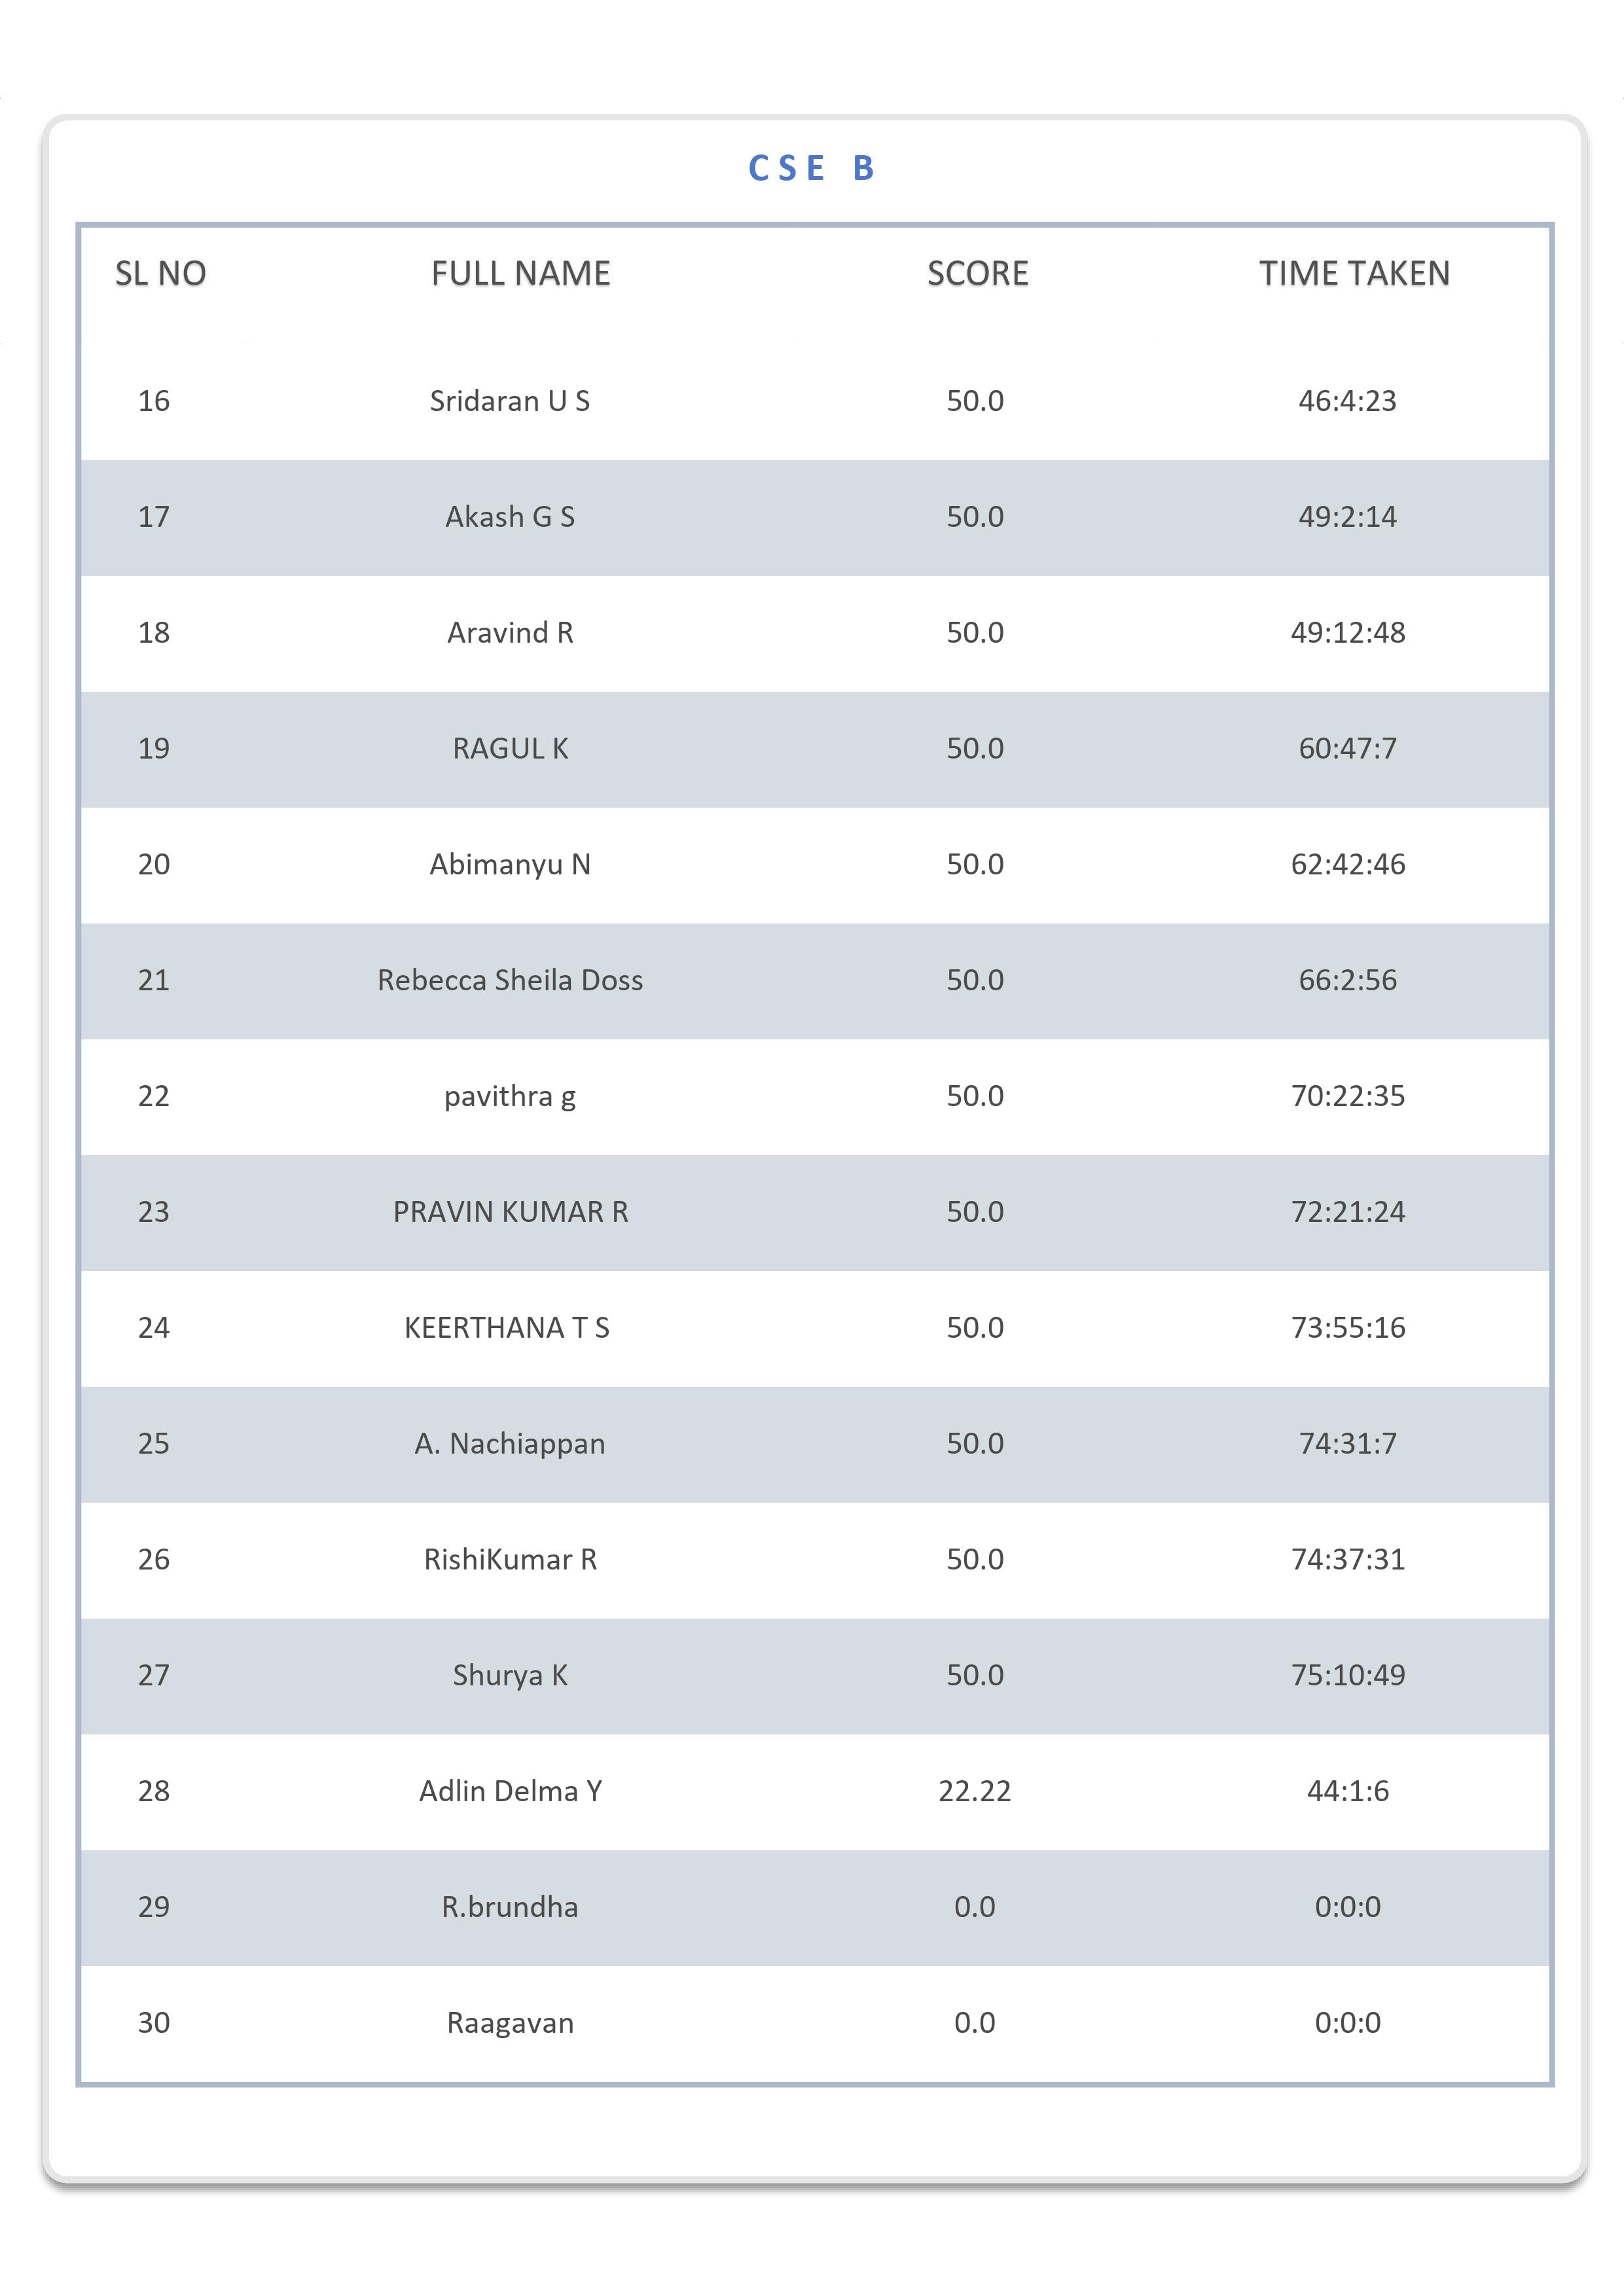 CSE B
SL NO FULL NAME SCORE TIME TAKEN
16 Sridaran U S 50.0 46:4:23
17 Akash G S 50.0 49:2:14
18 Aravind R 50.0 49:12:48
19 RAGUL K 50.0 60:47:7
20 Abimanyu N 50.0 62:42:46
21 Rebecca Sheila Doss 50.0 66:2:56
22 pavithra g 50.0 70:22:35
23 PRAVIN KUMAR R 50.0 72:21:24
24 KEERTHANA T S 50.0 73:55:16
25 A. Nachiappan 50.0 74:31:7
26 RishiKumar R 50.0 74:37:31
27 Shurya K 50.0 75:10:49
28 Adlin Delma Y 22.22 44:1:6
29 R.brundha 0.0 0:0:0
30 Raagavan 0.0 0:0:0